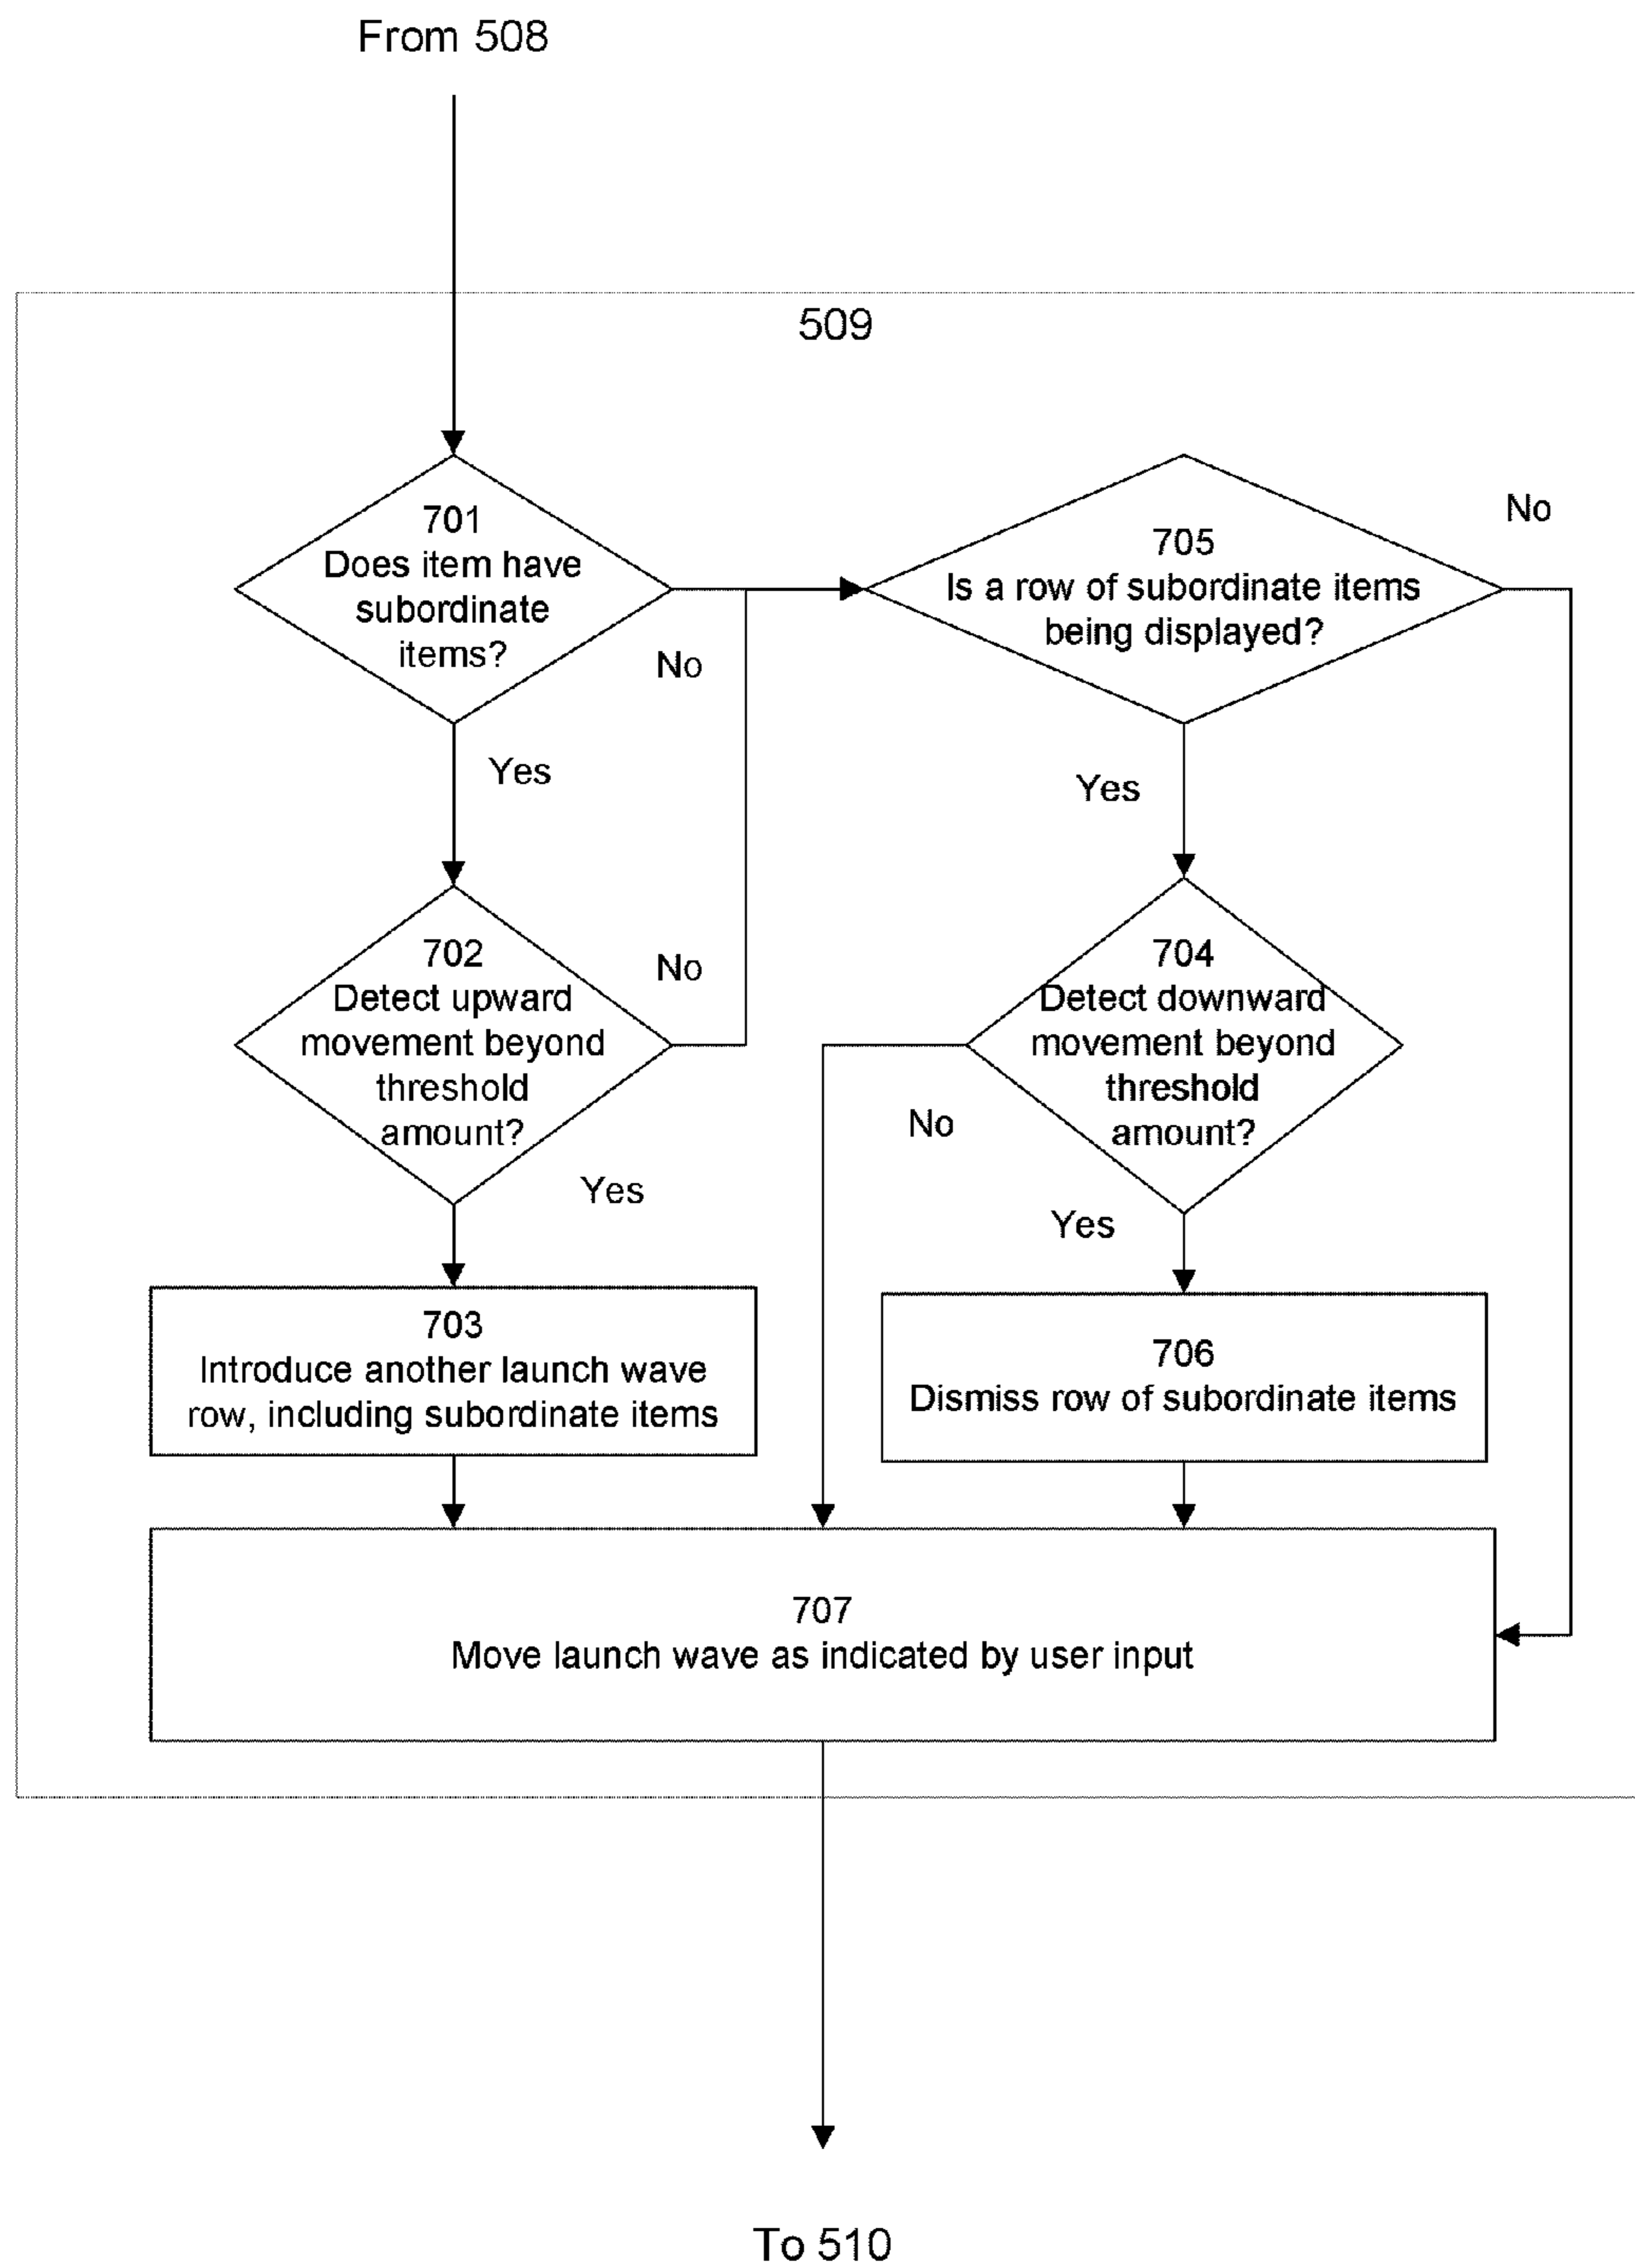 From 508
509
701
Does item have
subordinate
items?
No
Yes
705
Is a row of subordinate items
being displayed?
No
Yes
702
Detect upward
movement beyond
threshold
amount?
No
Yes
704
Detect downward
movement beyond
threshold
amount?
No
Yes
703
Introduce another launch wave
row, including subordinate items
706
Dismiss row of subordinate items
707
Move launch wave as indicated by user input
To 510